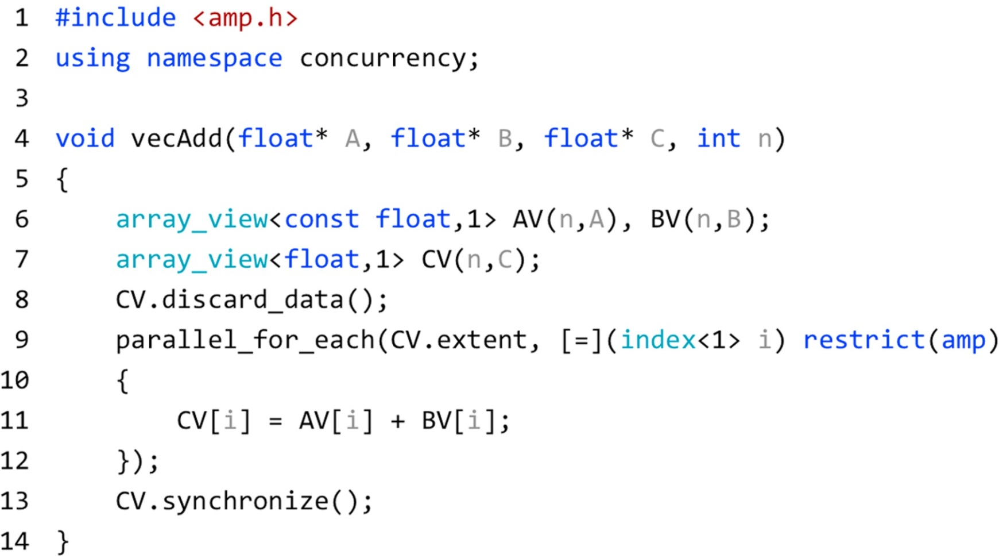 1 #include <amp.h>
2 using namespace concurrency;
3
4 void vecAdd(float* A, float* B, float* C, int n)
5 {
6     array_view<const float,1> AV(n,A), BV(n,B);
7     array_view<float,1> CV(n,C);
8     CV.discard_data();
9     parallel_for_each(CV.extent, [=](index<1> i) restrict(amp)
10     {
11         CV[i] = AV[i] + BV[i];
12     });
13     CV.synchronize();
14 }